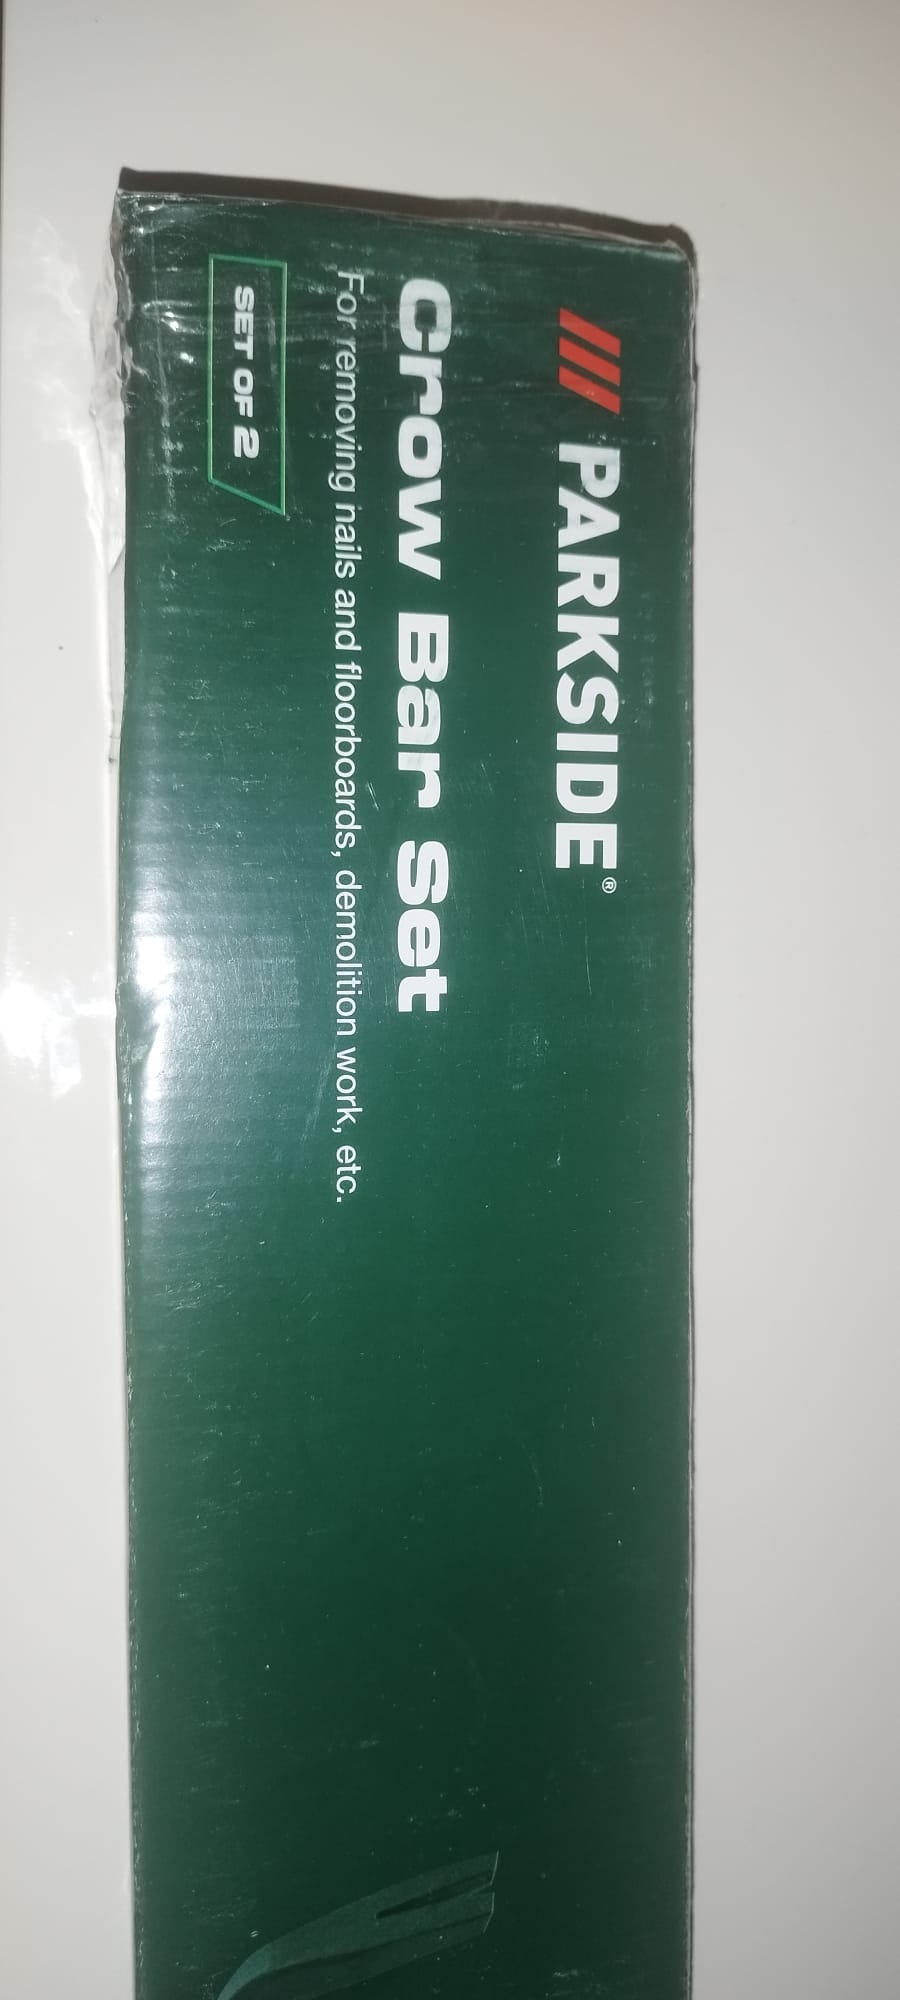 PARKSIDE®
Crow Bar Set
For removing nails and floorboards, demolition work, etc.
SET OF 2